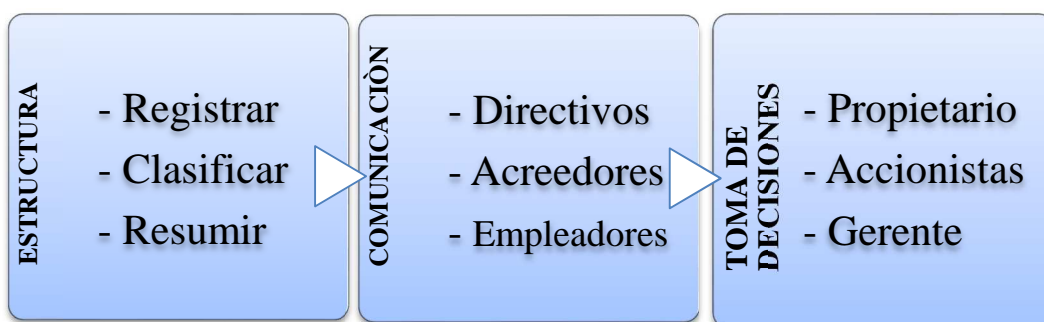 ESTRUCTURA
- Registrar
- Clasificar
- Resumir
COMUNICACIÒN
- Directivos
- Acreedores
- Empleadores
TOMA DE
DECISIONES
- Propietario
- Accionistas
- Gerente